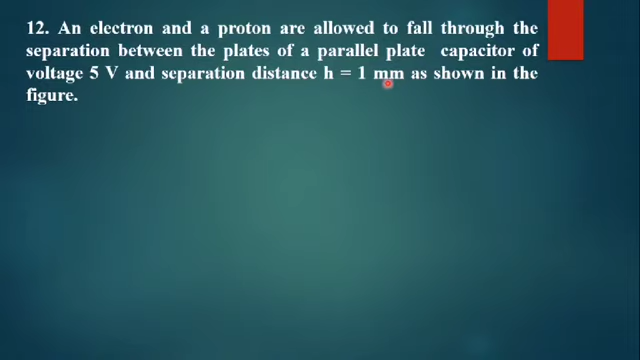 12. An electron and a proton are allowed to fall through the
separation between the plates of a parallel plate capacitor of
voltage 5 V and separation distance h = 1 mm as shown in the
figure.